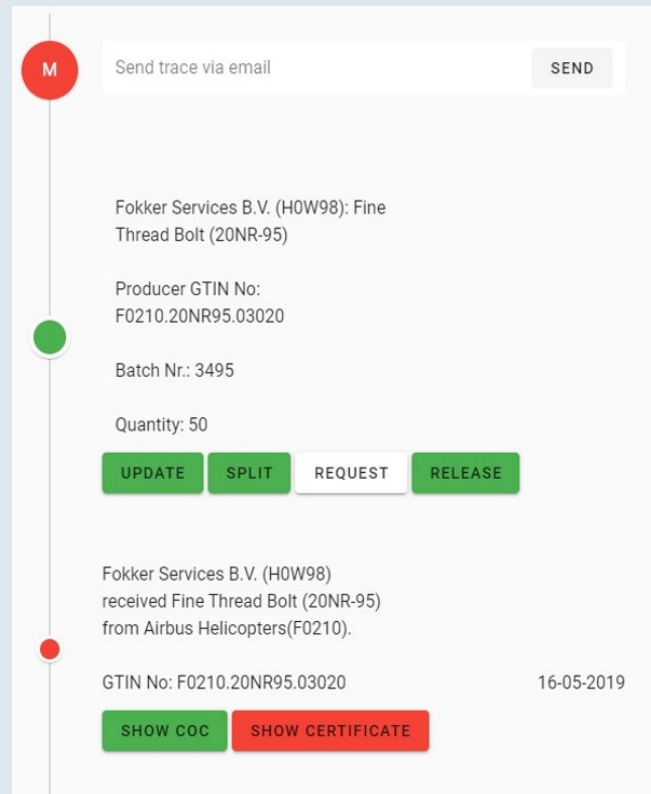 M
Send trace via email
SEND
Fokker Services B.V. (H0W98): Fine
Thread Bolt (20NR-95)
Producer GTIN No:
F0210.20NR95.03020
Batch Nr.: 3495
Quantity: 50
UPDATE
SPLIT
REQUEST
RELEASE
Fokker Services B.V. (H0W98)
received Fine Thread Bolt (20NR-95)
from Airbus Helicopters(F0210).
GTIN No: F0210.20NR95.03020
16-05-2019
SHOW COC
SHOW CERTIFICATE